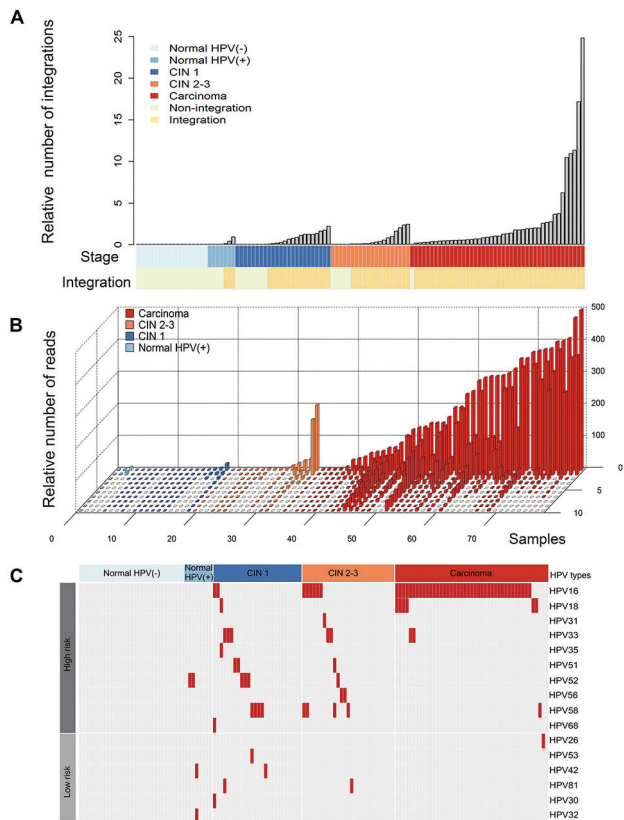 A
Relative number of integrations
25
20
15
10
5
0
Normal HPV(-)
Normal HPV(+)
CIN 1
CIN 2-3
Carcinoma
Non-integration
Integration
Stage
Integration
B
Relative number of reads
Carcinoma
CIN 2-3
CIN 1
Normal HPV(+)
500
400
300
200
100
0
5
10
0
10
20
30
40
50
60
70
Samples
C
Normal HPV(-)
Normal HPV(+)
CIN 1
CIN 2-3
Carcinoma
HPV types
High risk
HPV16
HPV18
HPV31
HPV33
HPV35
HPV51
HPV52
HPV56
HPV58
HPV68
Low risk
HPV26
HPV53
HPV42
HPV81
HPV30
HPV32